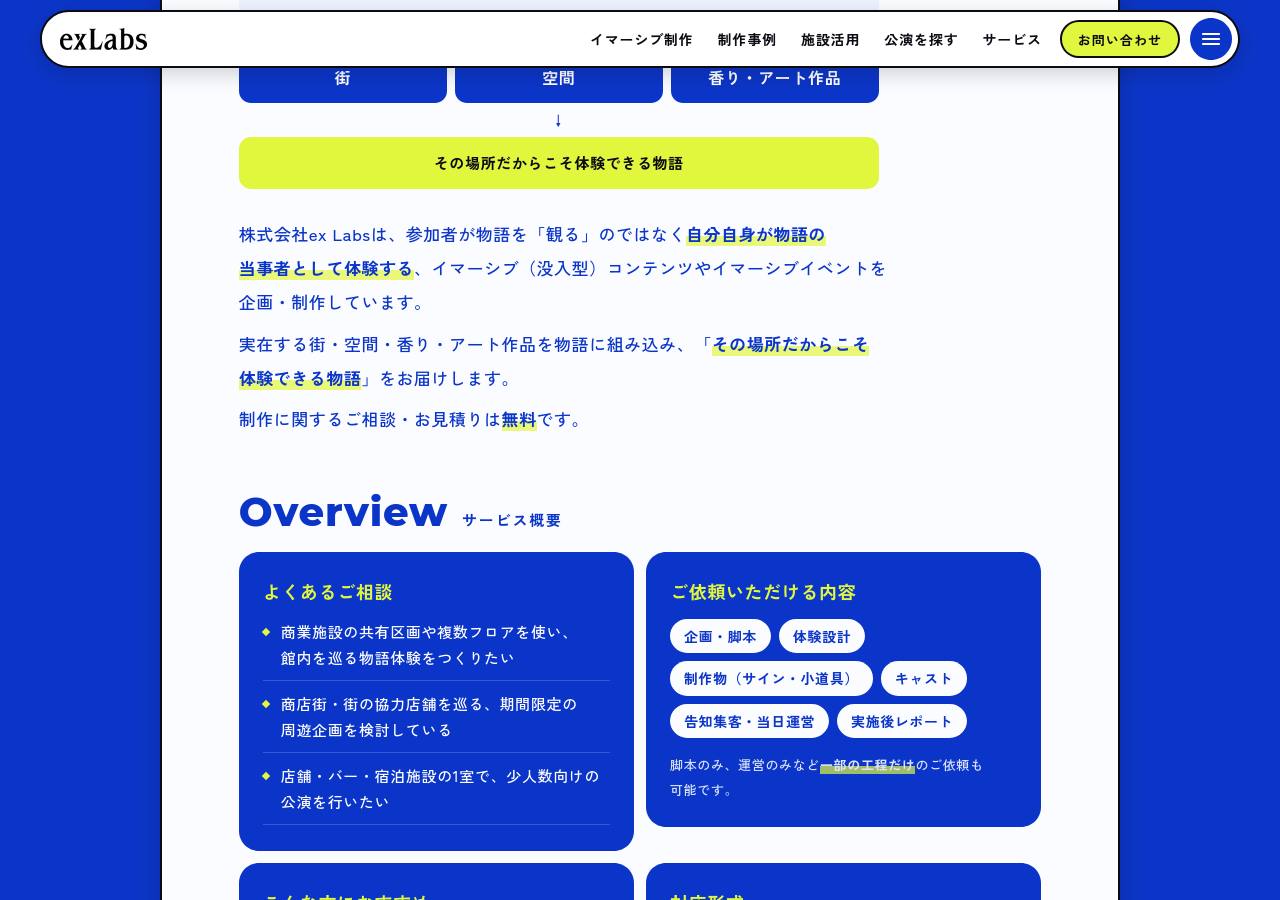 exLabs
イマーシブ制作
制作事例
施設活用
公演を探す
サービス
お問い合わせ
街
空間
香り・アート作品
↓
その場所だからこそ体験できる物語
株式会社ex Labsは、参加者が物語を「観る」のではなく自分自身が物語の
当事者として体験する、イマーシブ（没入型）コンテンツやイマーシブイベントを
企画・制作しています。
実在する街・空間・香り・アート作品を物語に組み込み、「その場所だからこそ
体験できる物語」をお届けします。
制作に関するご相談・お見積りは無料です。
Overview サービス概要
よくあるご相談
商業施設の共有区画や複数フロアを使い、
館内を巡る物語体験をつくりたい
商店街・街の協力店舗を巡る、期間限定の
周遊企画を検討している
店舗・バー・宿泊施設の1室で、少人数向けの
公演を行いたい
ご依頼いただける内容
企画・脚本
体験設計
制作物（サイン・小道具）
キャスト
告知集客・当日運営
実施後レポート
脚本のみ、運営のみなど一部の工程だけのご依頼も
可能です。